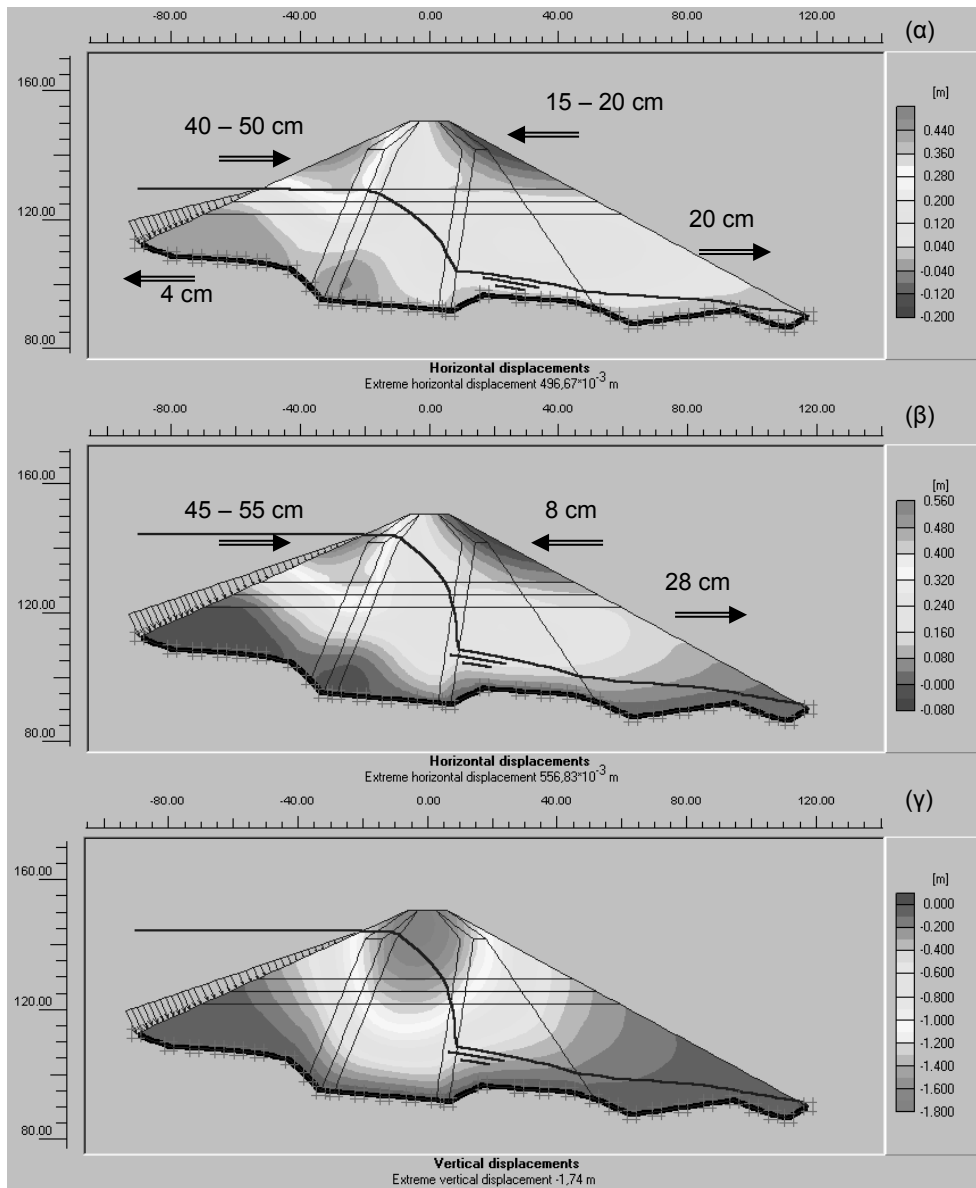 -80.00 -40.00 0.00 40.00 80.00 120.00
(α)
160.00
120.00
80.00
40 – 50 cm
15 – 20 cm
20 cm
4 cm
[m]
0.440
0.360
0.280
0.200
0.120
0.040
-0.040
-0.120
-0.200
Horizontal displacements
Extreme horizontal displacement 496,67*10-3 m
-80.00 -40.00 0.00 40.00 80.00 120.00
(β)
160.00
120.00
80.00
45 – 55 cm
8 cm
28 cm
[m]
0.560
0.480
0.400
0.320
0.240
0.160
0.080
-0.000
-0.080
Horizontal displacements
Extreme horizontal displacement 556,83*10-3 m
-80.00 -40.00 0.00 40.00 80.00 120.00
(γ)
160.00
120.00
80.00
[m]
0.000
-0.200
-0.400
-0.600
-0.800
-1.000
-1.200
-1.400
-1.600
-1.800
Vertical displacements
Extreme vertical displacement -1,74 m